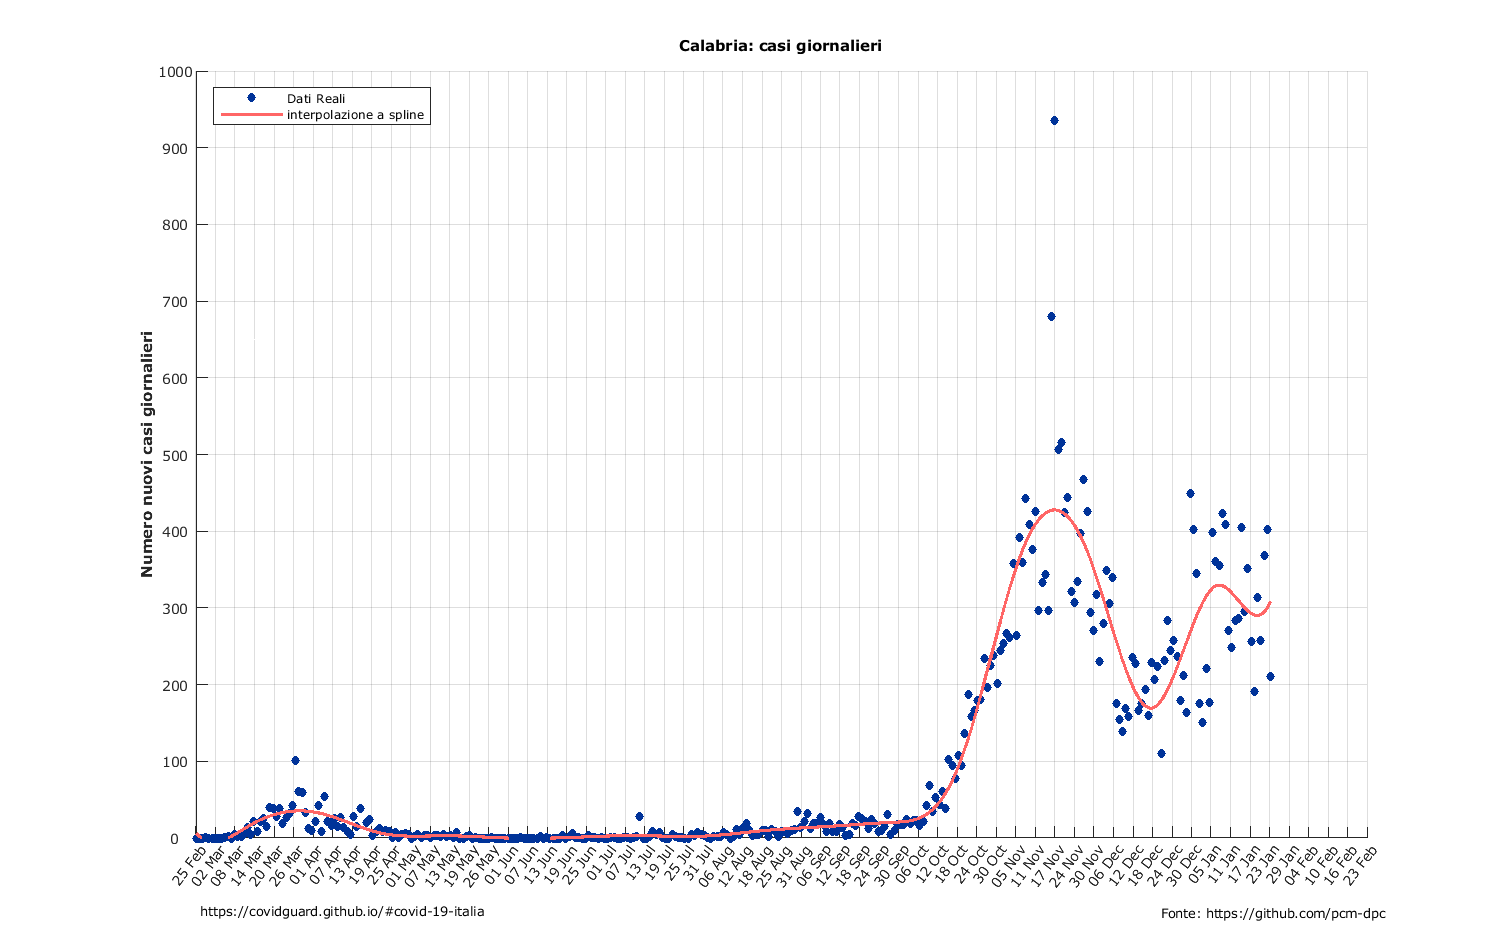 Calabria: casi giornalieri
1000
900
800
700
600
500
400
300
200
100
0
Dati Reali
interpolazione a spline
Numero nuovi casi giornalieri
25 Feb
02 Mar
08 Mar
14 Mar
20 Mar
26 Mar
01 Apr
07 Apr
13 Apr
19 Apr
25 Apr
01 May
07 May
13 May
19 May
26 May
01 Jun
07 Jun
13 Jun
19 Jun
25 Jun
01 Jul
07 Jul
13 Jul
19 Jul
25 Jul
31 Jul
06 Aug
12 Aug
18 Aug
25 Aug
31 Aug
06 Sep
12 Sep
18 Sep
24 Sep
30 Sep
06 Oct
12 Oct
18 Oct
24 Oct
30 Oct
05 Nov
11 Nov
17 Nov
24 Nov
30 Nov
06 Dec
12 Dec
18 Dec
24 Dec
30 Dec
05 Jan
11 Jan
17 Jan
23 Jan
29 Jan
04 Feb
10 Feb
16 Feb
23 Feb
https://covidguard.github.io/#covid-19-italia
Fonte: https://github.com/pcm-dpc